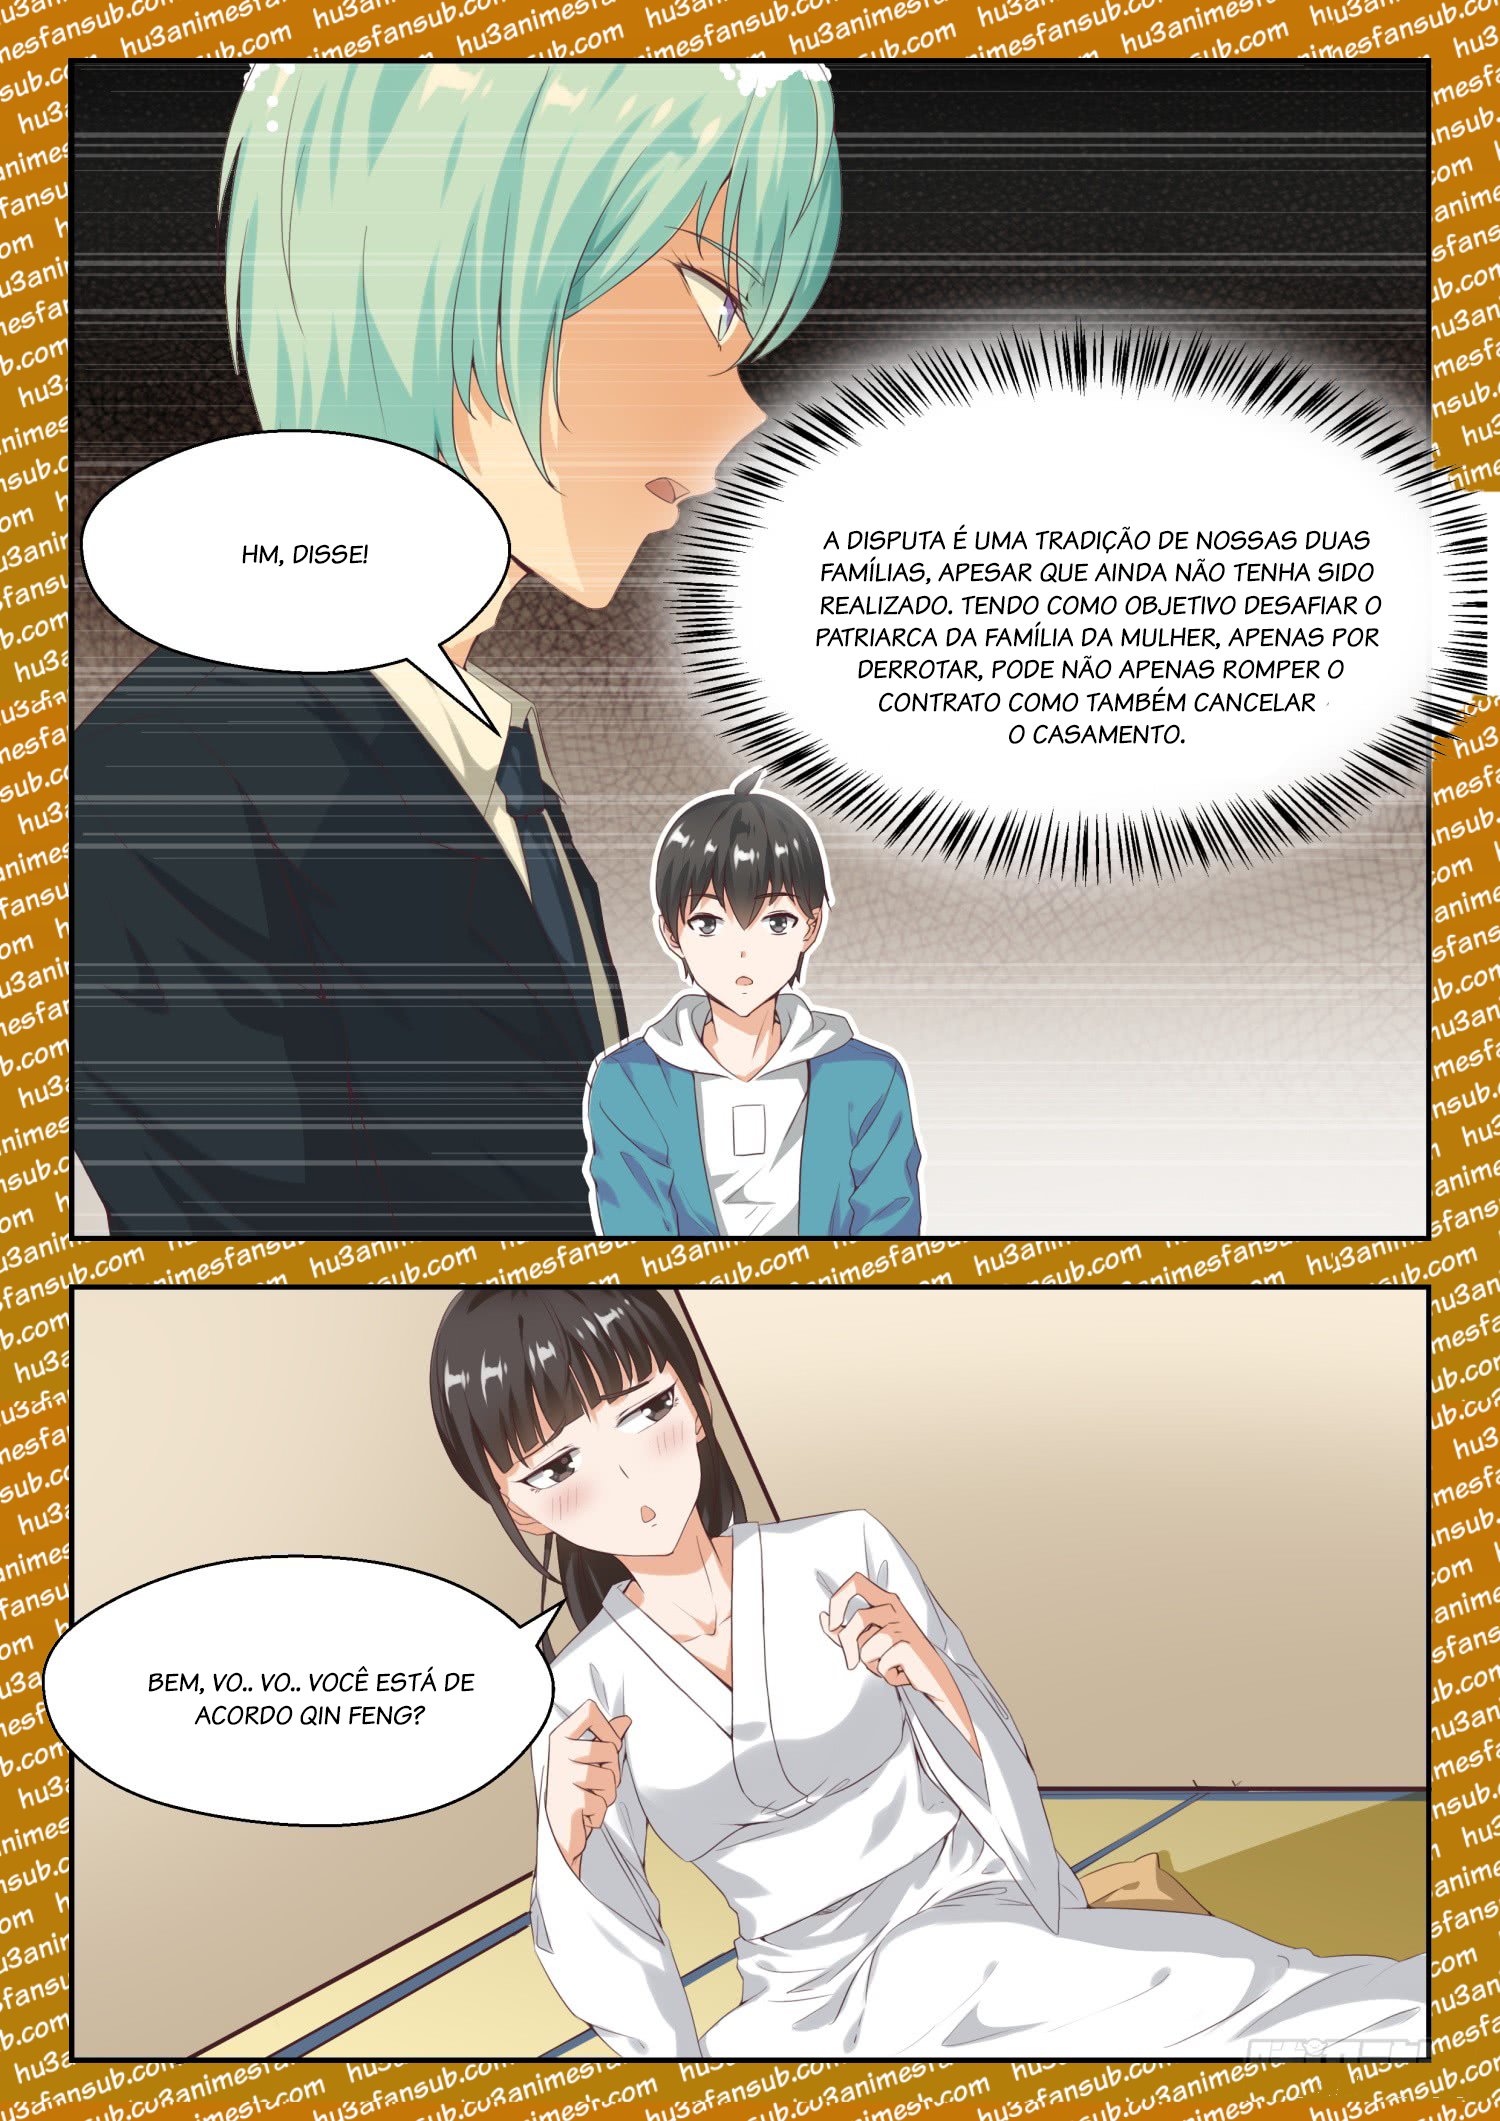 HM, DISSE!
A DISPUTA É UMA TRADIÇÃO DE NOSSAS DUAS
FAMÍLIAS, APESAR QUE AINDA NÃO TENHA SIDO
REALIZADO. TENDO COMO OBJETIVO DESAFIAR O
PATRIARCA DA FAMÍLIA DA MULHER, APENAS POR
DERROTAR, PODE NÃO APENAS ROMPER O
CONTRATO COMO TAMBÉM CANCELAR
O CASAMENTO.
BEM, VO.. VO.. VOCÊ ESTÁ DE
ACORDO QIN FENG?
hu3animesfansub.com